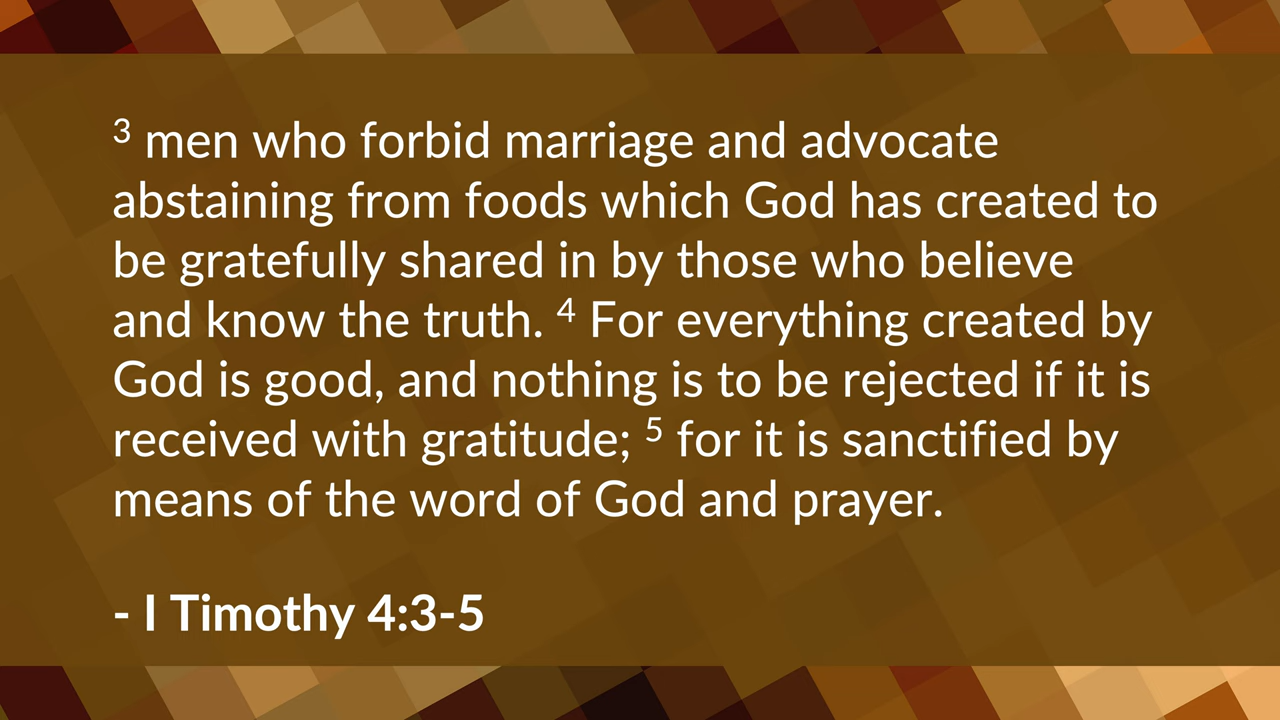 3 men who forbid marriage and advocate
abstaining from foods which God has created to
be gratefully shared in by those who believe
and know the truth. 4 For everything created by
God is good, and nothing is to be rejected if it is
received with gratitude; 5 for it is sanctified by
means of the word of God and prayer.
- I Timothy 4:3-5